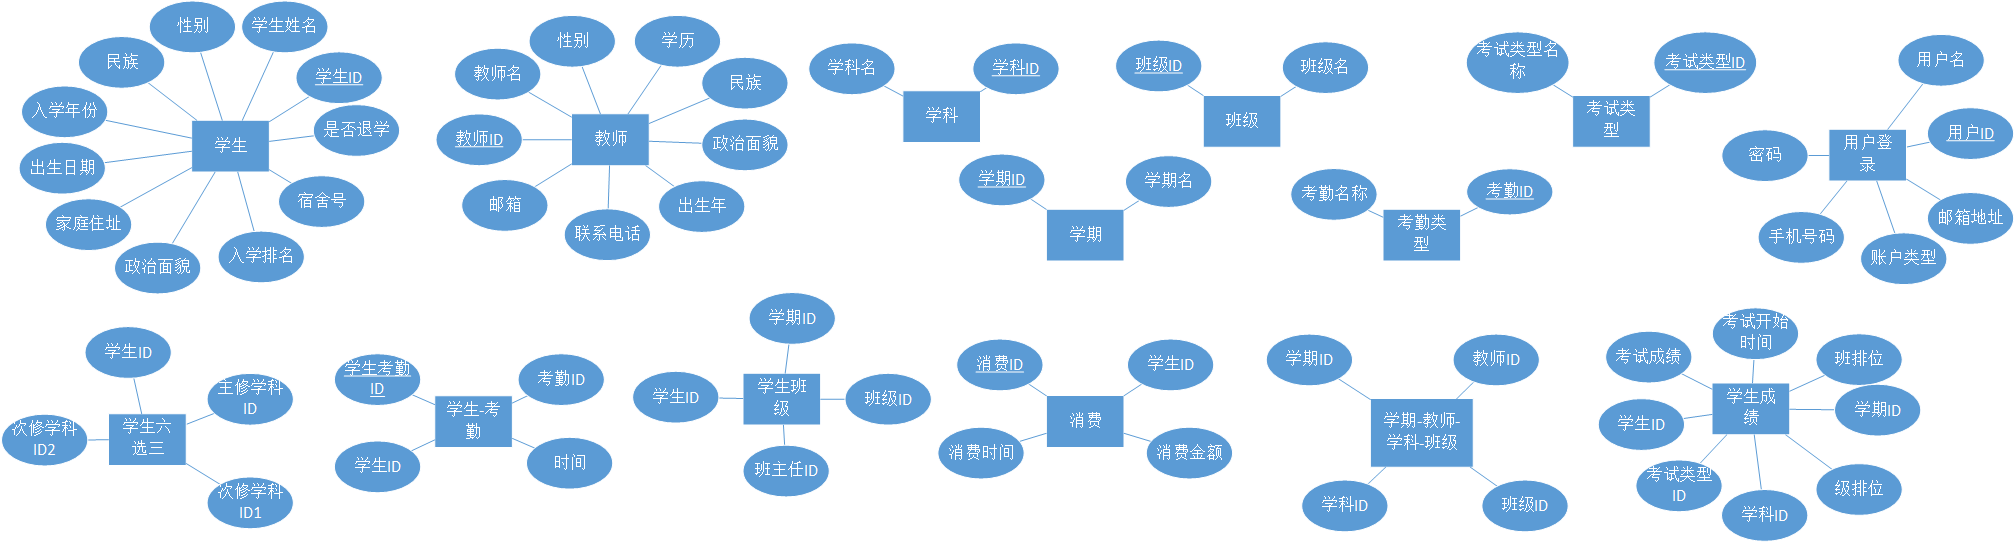 性别
学生姓名
民族
学生ID
入学年份
是否退学
学生
出生日期
宿舍号
家庭住址
入学排名
政治面貌
性别
学历
教师名
民族
教师ID
教师
政治面貌
邮箱
出生年
联系电话
学科名
学科ID
学科
班级ID
班级名
班级
学期ID
学期名
学期
考试类型名
称
考试类型ID
考试类
型
考勤名称
考勤ID
考勤类
型
用户名
用户ID
密码
用户登
录
邮箱地址
手机号码
账户类型
学生ID
主修学科
ID
次修学科
ID2
学生六
选三
次修学科
ID1
学生考勤
ID
考勤ID
学生-考
勤
学生ID
时间
学期ID
学生ID
学生班
级
班级ID
班主任ID
消费ID
学生ID
消费
消费时间
消费金额
学期ID
教师ID
学期-教师-
学科-班级
学科ID
班级ID
考试开始
时间
考试成绩
班排位
学生成
绩
学期ID
学生ID
考试类型
ID
级排位
学科ID